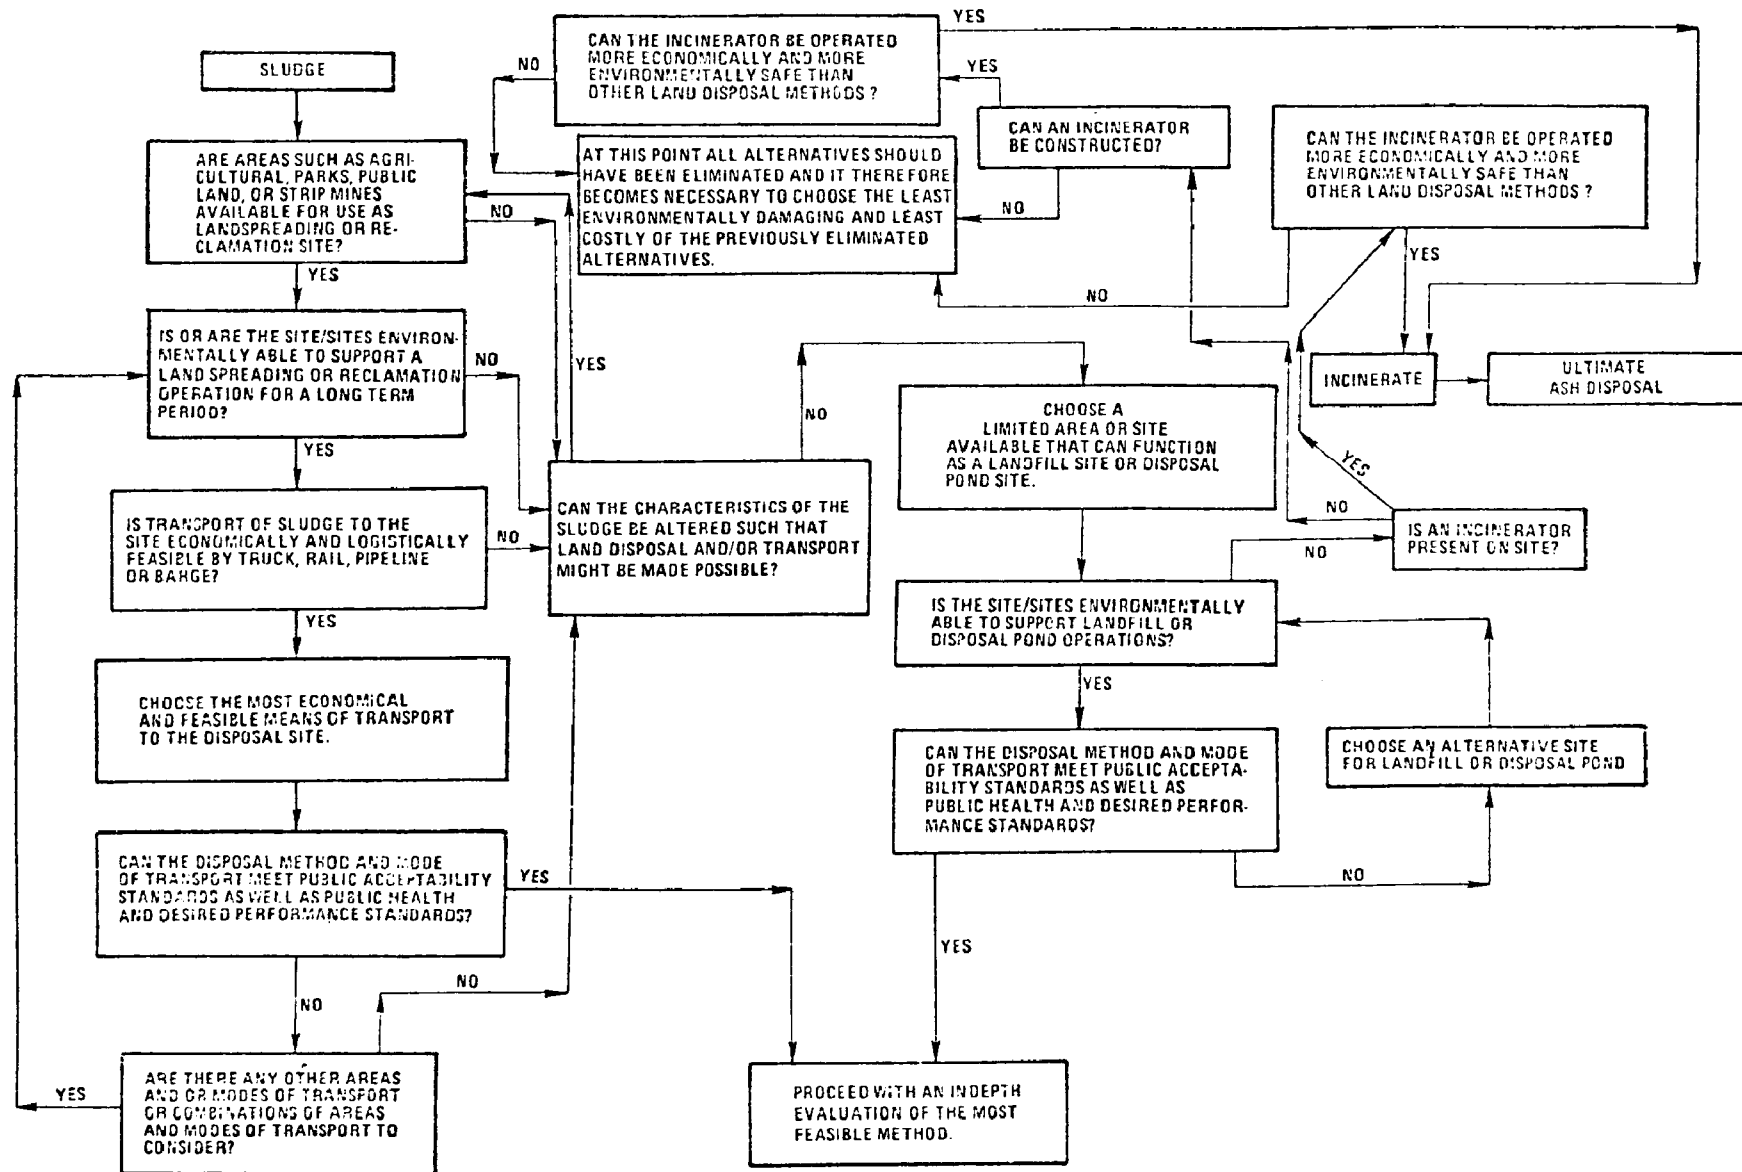 SLUDGE
ARE AREAS SUCH AS AGRI-
CULTURAL, PARKS, PUBLIC
LAND, OR STRIP MINES
AVAILABLE FOR USE AS
LANDSPREADING OR RE-
CLAMATION SITE?
NO
YES
IS OR ARE THE SITE/SITES ENVIRON-
MENTALLY ABLE TO SUPPORT A
LAND SPREADING OR RECLAMATION
OPERATION FOR A LONG TERM
PERIOD?
NO
YES
IS TRANSPORT OF SLUDGE TO THE
SITE ECONOMICALLY AND LOGISTICALLY
FEASIBLE BY TRUCK, RAIL, PIPELINE
OR BARGE?
NO
YES
CHOOSE THE MOST ECONOMICAL
AND FEASIBLE MEANS OF TRANSPORT
TO THE DISPOSAL SITE.
CAN THE DISPOSAL METHOD AND MODE
OF TRANSPORT MEET PUBLIC ACCEPTABILITY
STANDARDS AS WELL AS PUBLIC HEALTH
AND DESIRED PERFORMANCE STANDARDS?
YES
NO
NO
ARE THERE ANY OTHER AREAS
AND OR MODES OF TRANSPORT
OR COMBINATIONS OF AREAS
AND MODES OF TRANSPORT TO
CONSIDER?
YES
CAN THE CHARACTERISTICS OF THE
SLUDGE BE ALTERED SUCH THAT
LAND DISPOSAL AND/OR TRANSPORT
MIGHT BE MADE POSSIBLE?
YES
NO
CAN THE INCINERATOR BE OPERATED
MORE ECONOMICALLY AND MORE
ENVIRONMENTALLY SAFE THAN
OTHER LAND DISPOSAL METHODS ?
NO
YES
YES
CAN AN INCINERATOR
BE CONSTRUCTED?
NO
AT THIS POINT ALL ALTERNATIVES SHOULD
HAVE BEEN ELIMINATED AND IT THEREFORE
BECOMES NECESSARY TO CHOOSE THE LEAST
ENVIRONMENTALLY DAMAGING AND LEAST
COSTLY OF THE PREVIOUSLY ELIMINATED
ALTERNATIVES.
CAN THE INCINERATOR BE OPERATED
MORE ECONOMICALLY AND MORE
ENVIRONMENTALLY SAFE THAN
OTHER LAND DISPOSAL METHODS ?
YES
NO
INCINERATE
ULTIMATE
ASH DISPOSAL
CHOOSE A
LIMITED AREA OR SITE
AVAILABLE THAT CAN FUNCTION
AS A LANDFILL SITE OR DISPOSAL
POND SITE.
YES
NO
IS AN INCINERATOR
PRESENT ON SITE?
NO
IS THE SITE/SITES ENVIRONMENTALLY
ABLE TO SUPPORT LANDFILL OR
DISPOSAL POND OPERATIONS?
YES
CAN THE DISPOSAL METHOD AND MODE
OF TRANSPORT MEET PUBLIC ACCEPTA-
BILITY STANDARDS AS WELL AS
PUBLIC HEALTH AND DESIRED PERFOR-
MANCE STANDARDS?
CHOOSE AN ALTERNATIVE SITE
FOR LANDFILL OR DISPOSAL POND
NO
YES
PROCEED WITH AN INDEPTH
EVALUATION OF THE MOST
FEASIBLE METHOD.